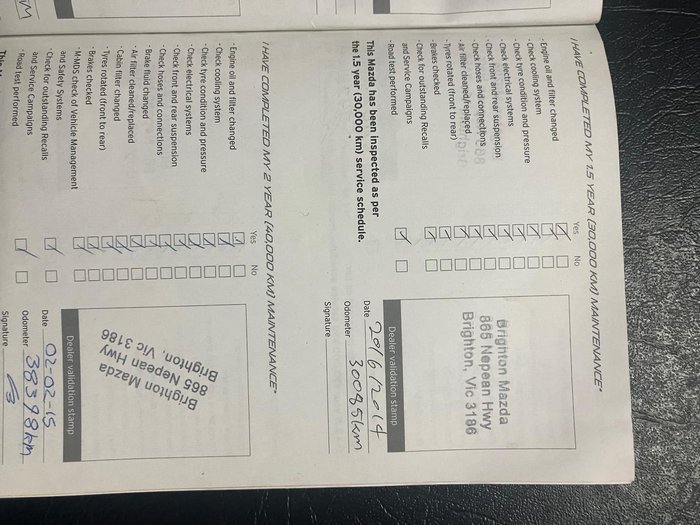 I HAVE COMPLETED MY 1.5 YEAR (30,000 KM) MAINTENANCE*
Yes No
· Engine oil and filter changed
· Check cooling system
· Check tyre condition and pressure
· Check electrical systems
· Check front and rear suspension
· Check hoses and connections
· Air filter cleaned/replaced
· Tyres rotated (front to rear)
· Brakes checked
· Check for outstanding Recalls
and Service Campaigns
· Road test performed
This Mazda has been inspected as per
the 1.5 year (30,000 km) service schedule.
Brighton Mazda
865 Nepean Hwy
Brighton, Vic 3186
Dealer validation stamp
Date 20/6/2014
Odometer 30085km
Signature
I HAVE COMPLETED MY 2 YEAR (40,000 KM) MAINTENANCE*
Yes No
· Engine oil and filter changed
· Check cooling system
· Check tyre condition and pressure
· Check electrical systems
· Check front and rear suspension
· Check hoses and connections
· Brake fluid changed
· Air filter cleaned/replaced
· Cabin filter changed
· Tyres rotated (front to rear)
· Brakes checked
· M-MDS check of Vehicle Management
and safety Systems
· Check for outstanding Recalls
and Service Campaigns
· Road test performed
Brighton Mazda
865 Nepean Hwy
Brighton, Vic 3186
Dealer validation stamp
Date 02-02-15
Odometer 38398km
Signature